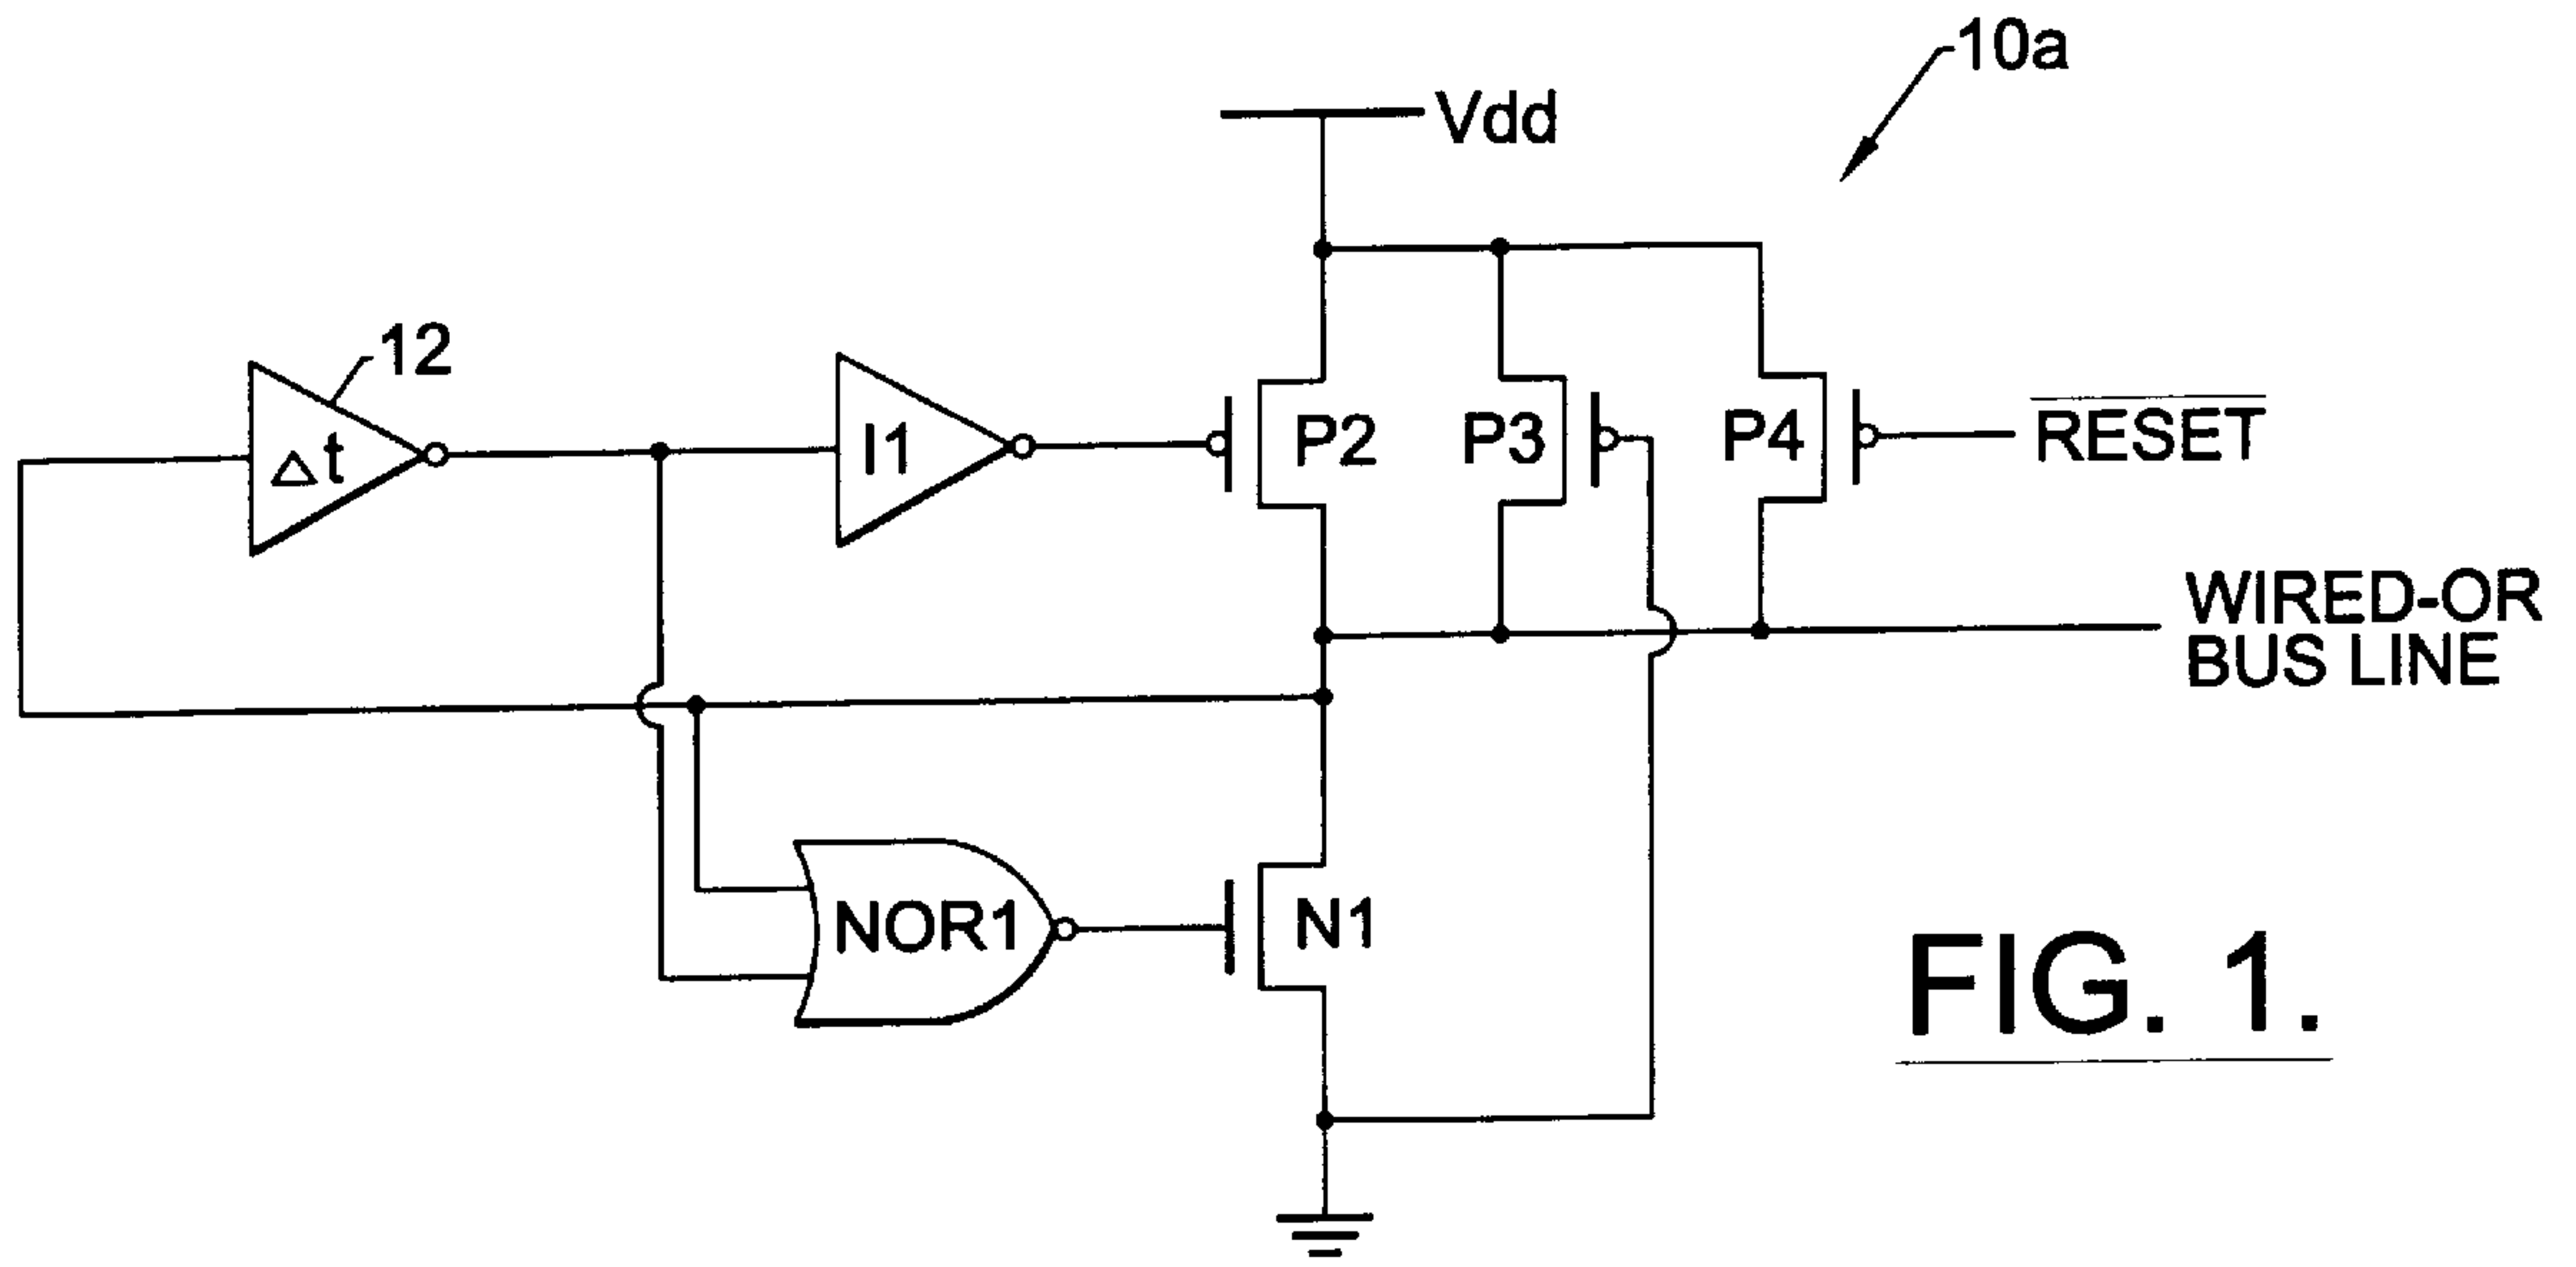 10a
Vdd
12
Δt
I1
P2
P3
P4
RESET
WIRED-OR
BUS LINE
NOR1
N1
FIG. 1.